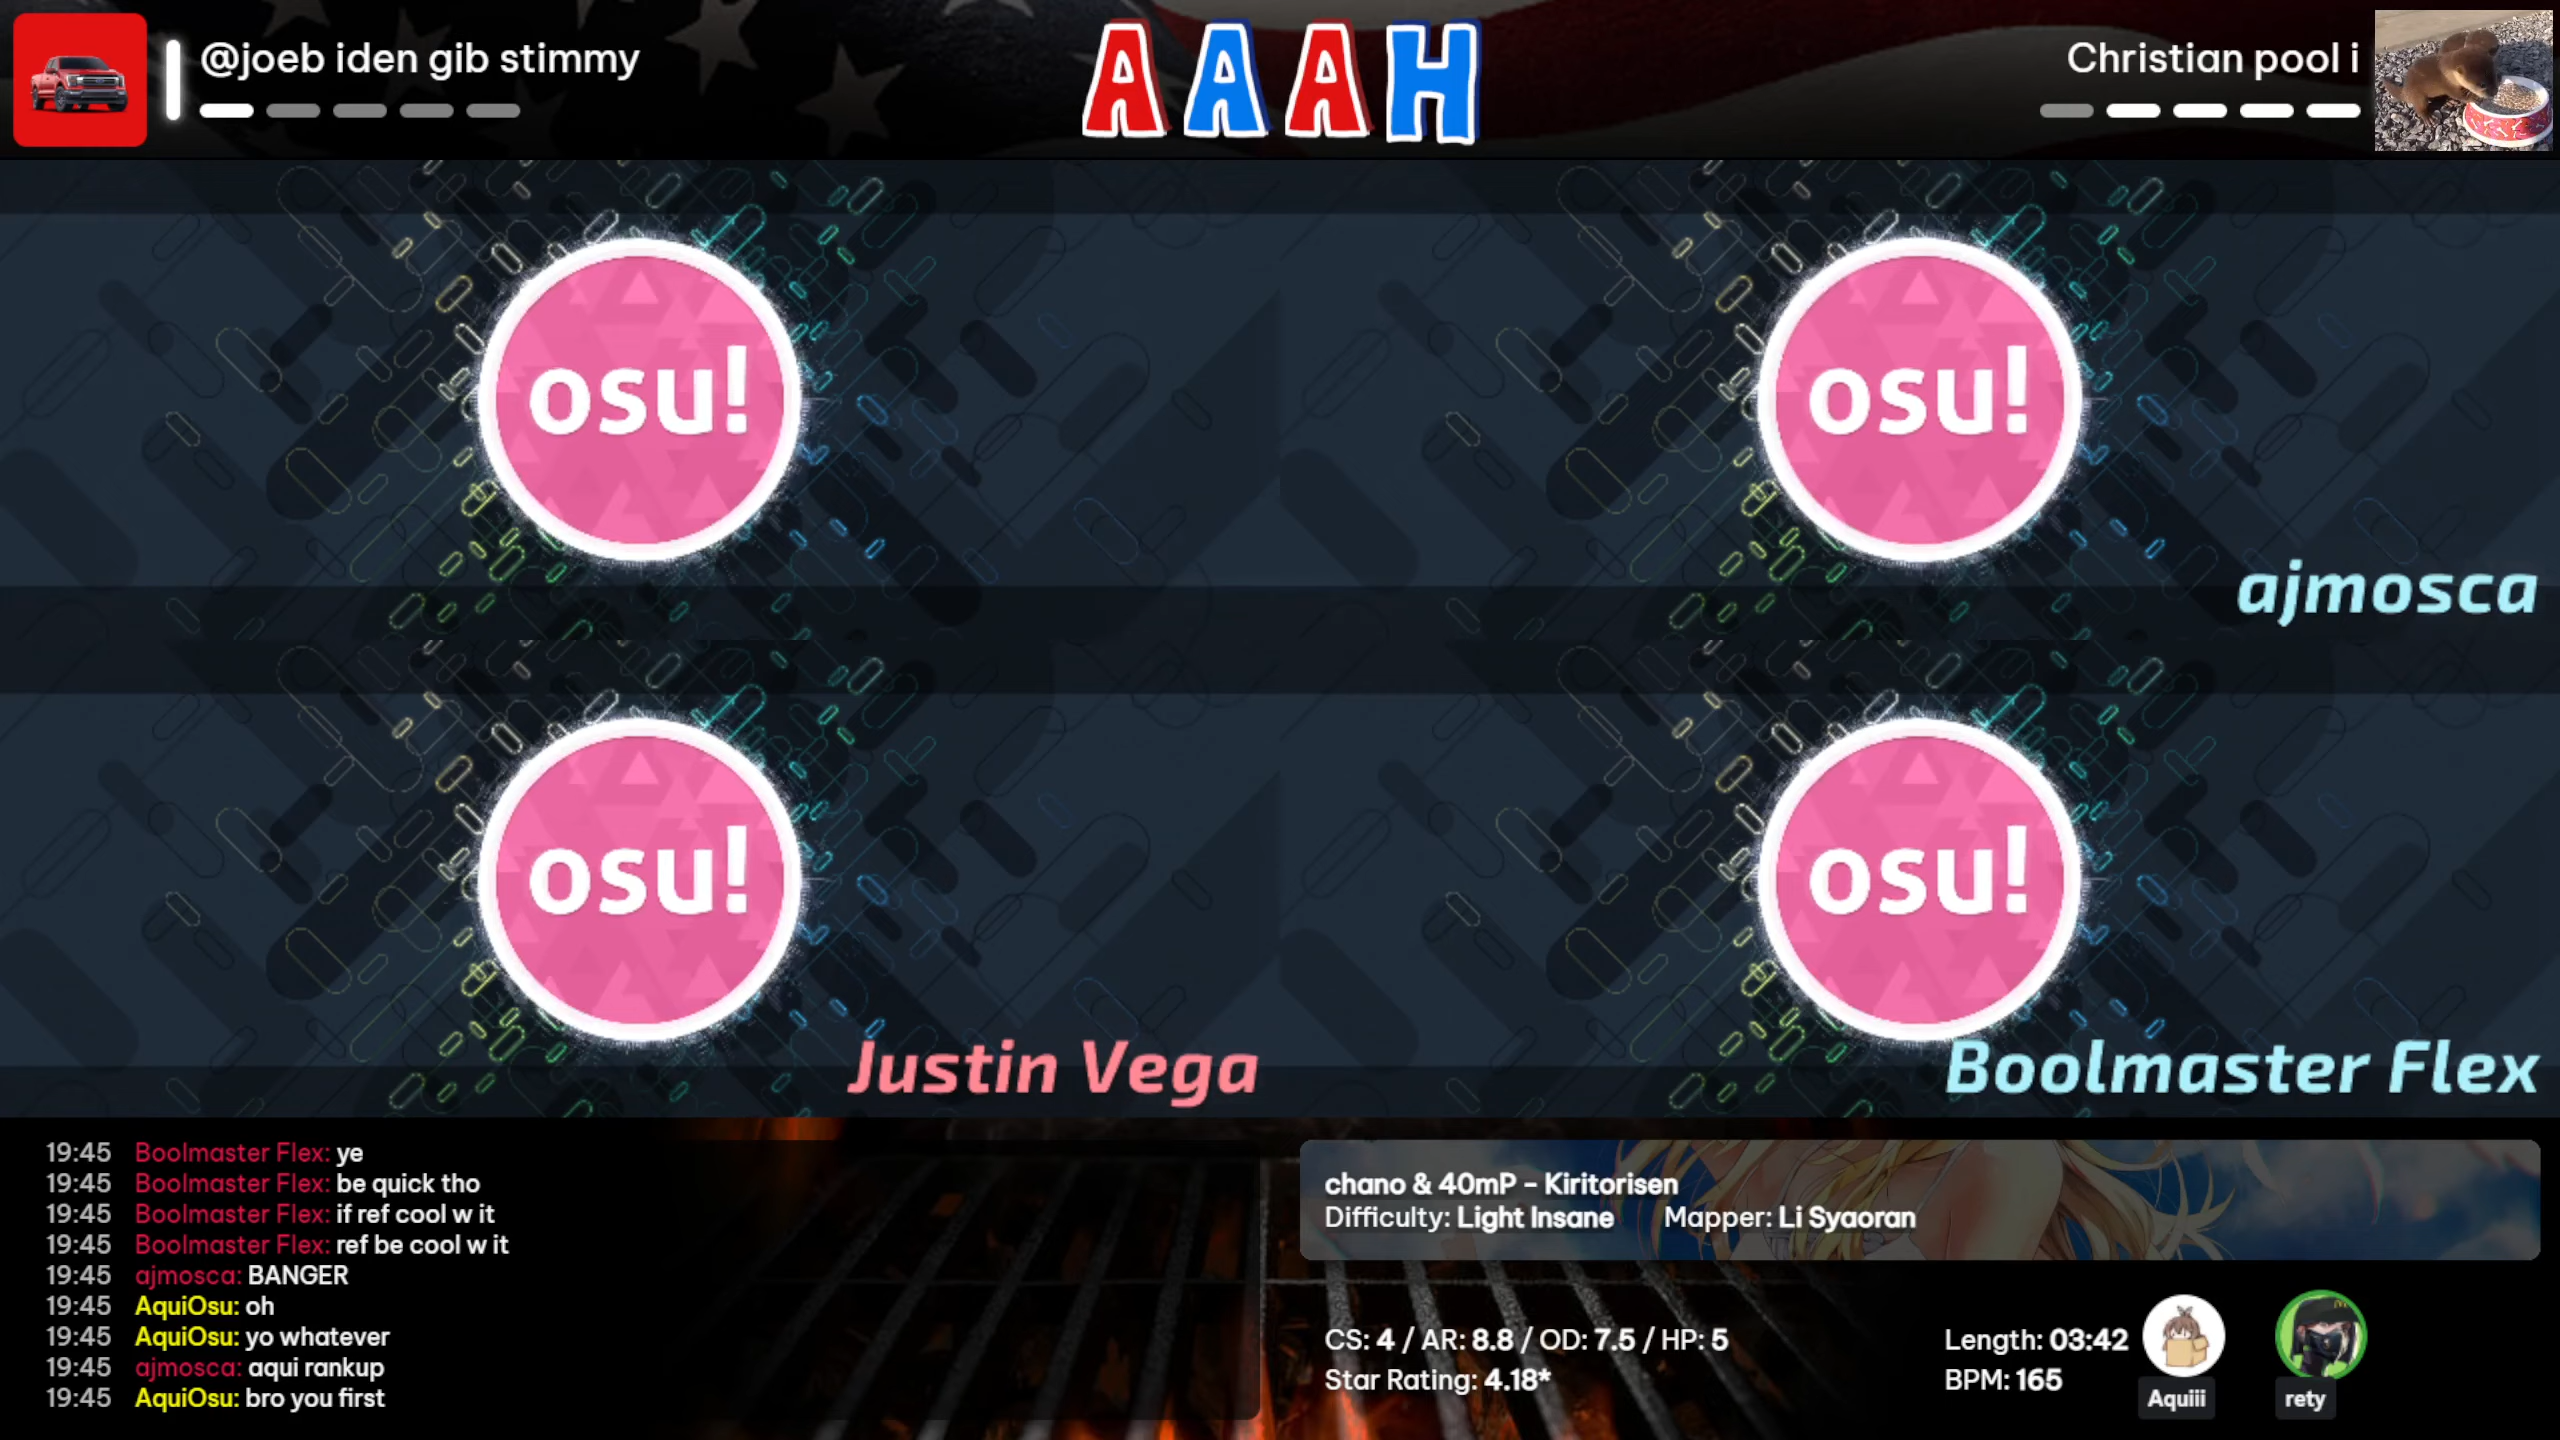 @joeb iden gib stimmy
AAAH
Christian pool i
osu!
osu!
ajmosca
osu!
osu!
Justin Vega
Boolmaster Flex
19:45 Boolmaster Flex: ye
19:45 Boolmaster Flex: be quick tho
19:45 Boolmaster Flex: if ref cool w it
19:45 Boolmaster Flex: ref be cool w it
19:45 ajmosca: BANGER
19:45 AquiOsu: oh
19:45 AquiOsu: yo whatever
19:45 ajmosca: aqui rankup
19:45 AquiOsu: bro you first
chano & 40mP - Kiritorisen
Difficulty: Light Insane Mapper: Li Syaoran
CS: 4 / AR: 8.8 / OD: 7.5 / HP: 5
Star Rating: 4.18*
Length: 03:42
BPM: 165
Aquiii
rety